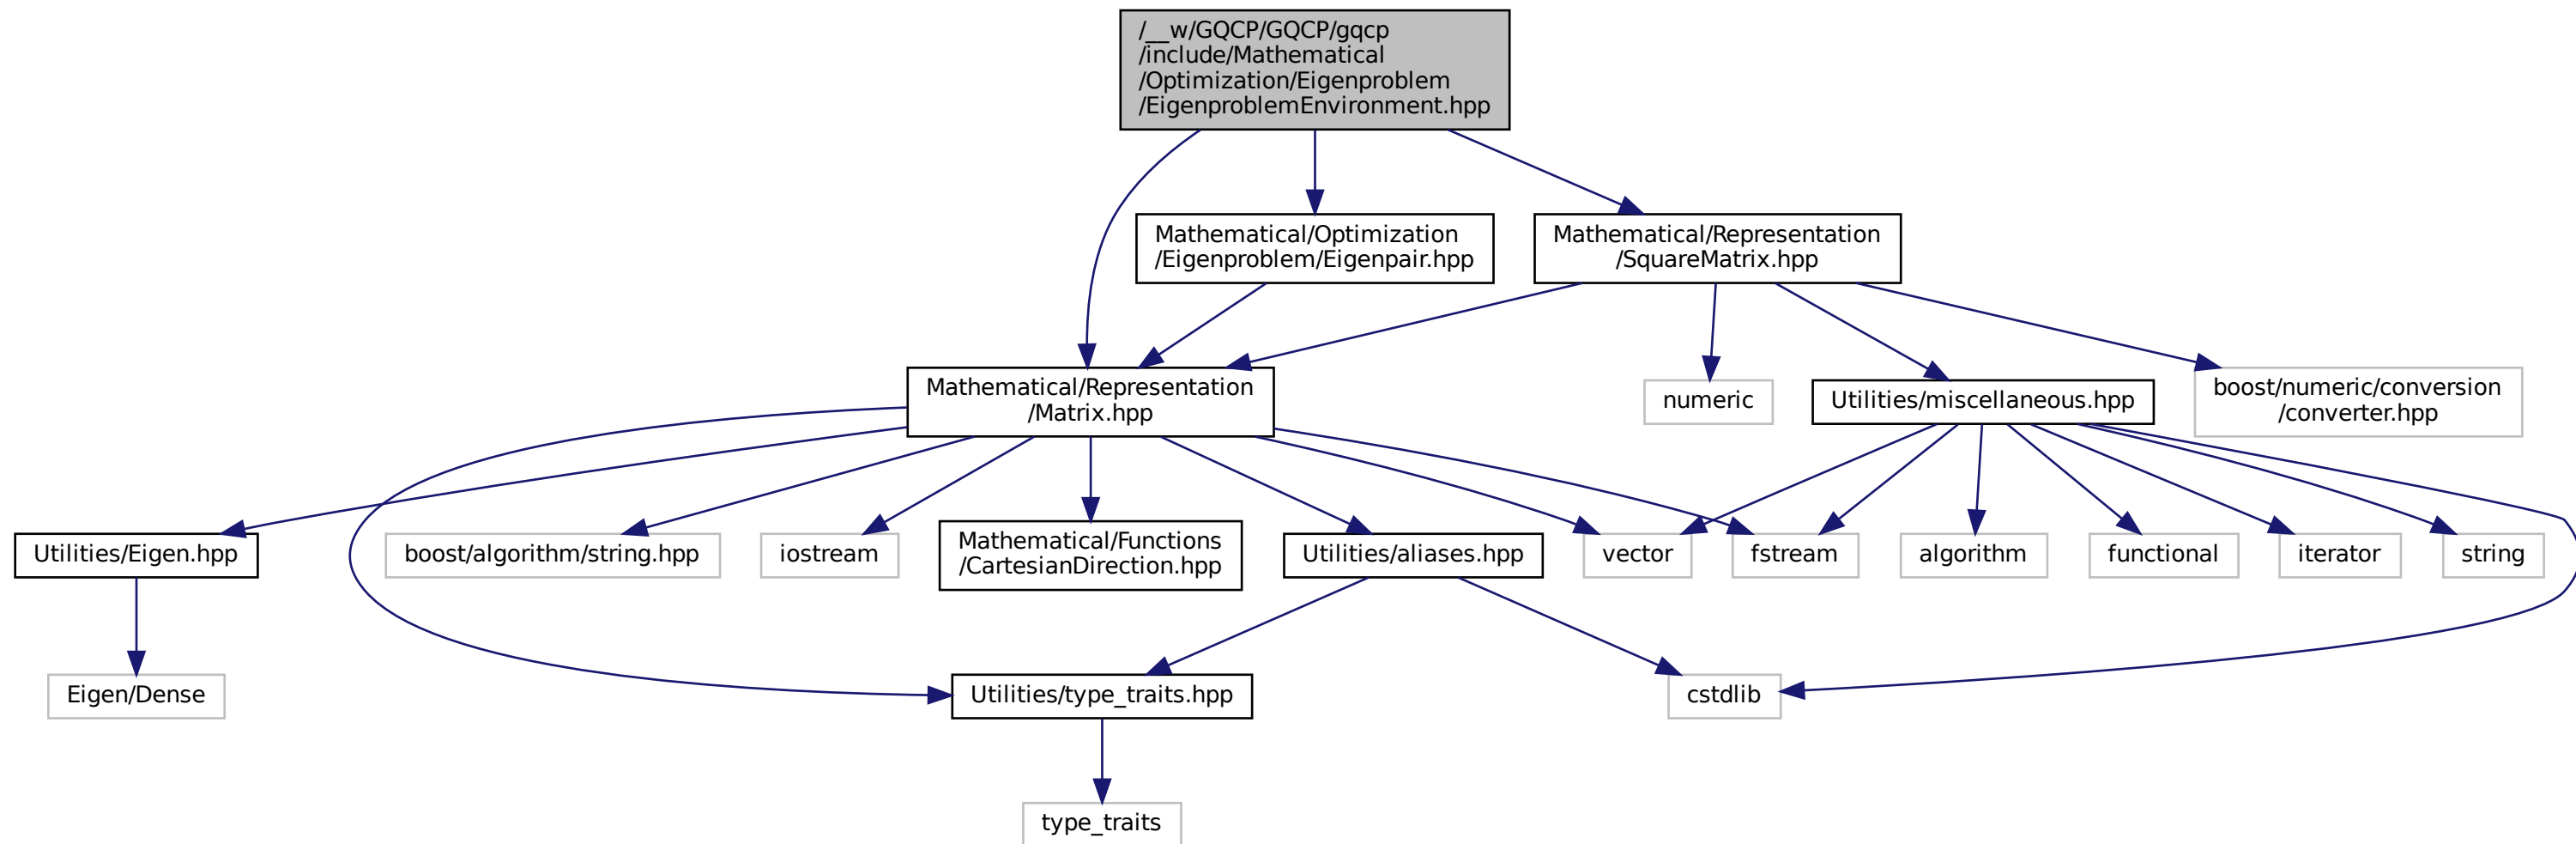 /__w/GQCP/GQCP/gqcp
/include/Mathematical
/Optimization/Eigenproblem
/EigenproblemEnvironment.hpp
Mathematical/Optimization
/Eigenproblem/Eigenpair.hpp
Mathematical/Representation
/SquareMatrix.hpp
Mathematical/Representation
/Matrix.hpp
numeric
Utilities/miscellaneous.hpp
boost/numeric/conversion
/converter.hpp
Utilities/Eigen.hpp
boost/algorithm/string.hpp
iostream
Mathematical/Functions
/CartesianDirection.hpp
Utilities/aliases.hpp
vector
fstream
algorithm
functional
iterator
string
Eigen/Dense
Utilities/type_traits.hpp
cstdlib
type_traits